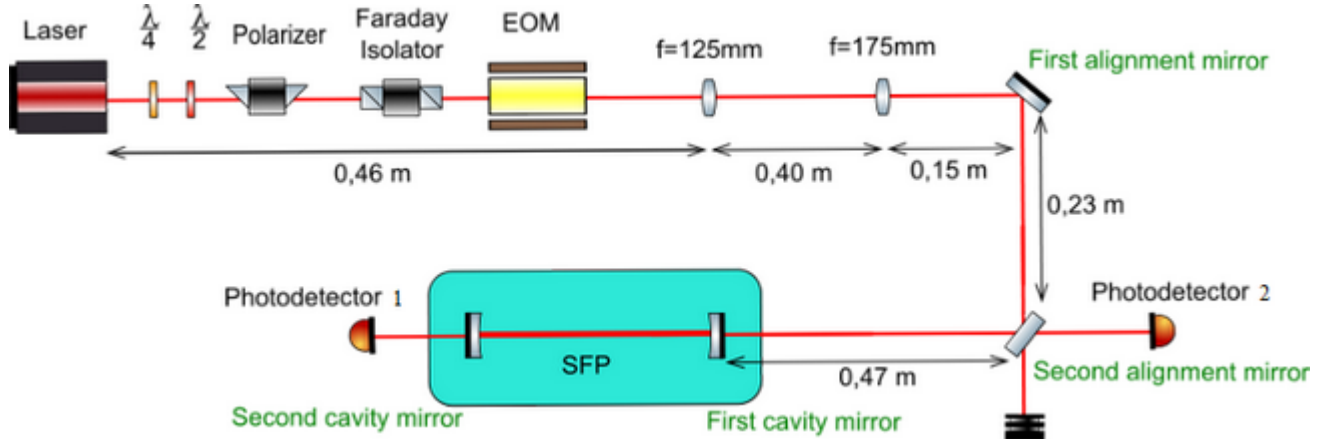 Laser
λ/4
λ/2
Polarizer
Faraday
Isolator
EOM
f=125mm
f=175mm
First alignment mirror
0,46 m
0,40 m
0,15 m
0,23 m
Photodetector 1
Photodetector 2
SFP
0,47 m
Second alignment mirror
Second cavity mirror
First cavity mirror